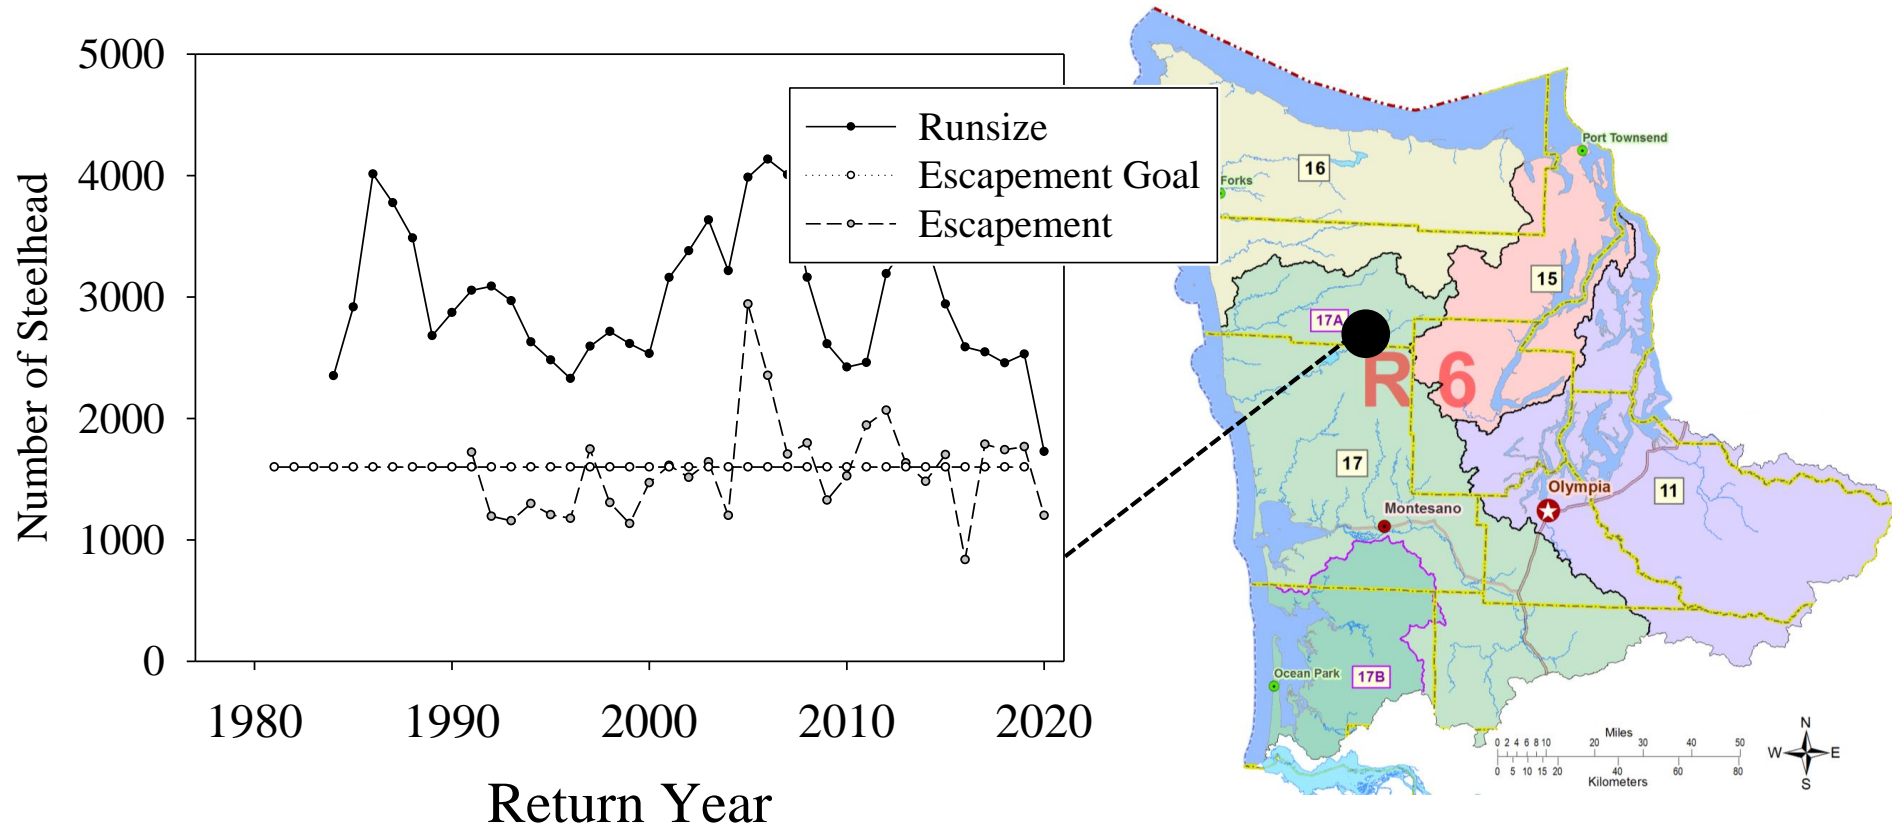 5000
4000
3000
2000
1000
0
Number of Steelhead
1980 1990 2000 2010 2020
Return Year
Runsize
Escapement Goal
Escapement
Port Townsend
16
Forks
15
17A
R 6
17
Olympia
11
Montesano
Ocean Park
17B
Miles
0 2 4 6 8 10 20 30 40 50
0 5 10 15 20 40 60 80
Kilometers
N
W E
S